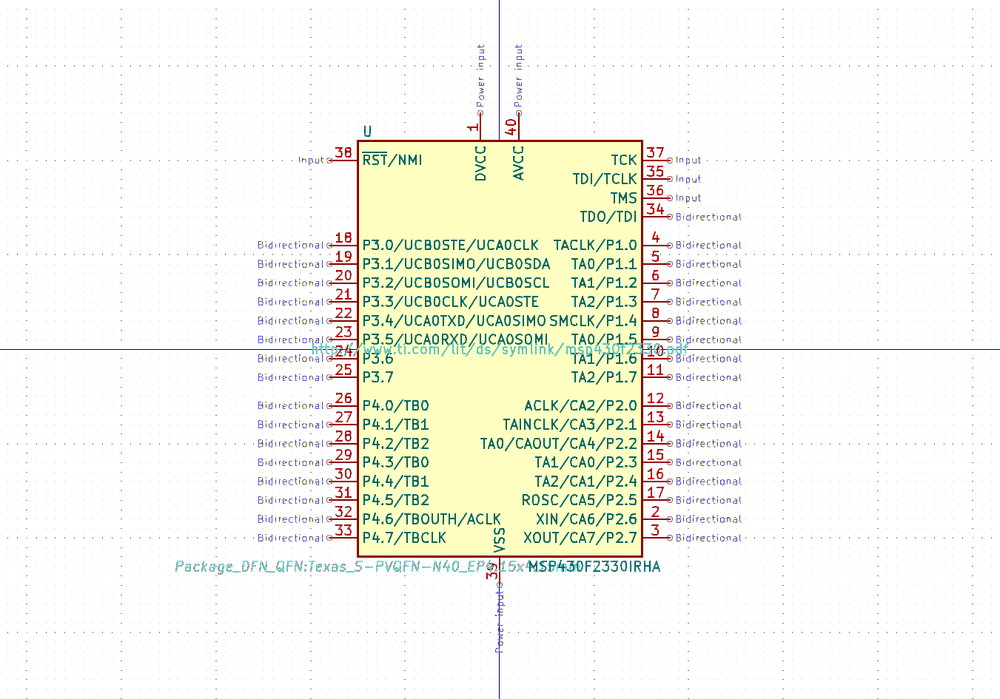 Power input Power input
1 40
U
Input 38 RST/NMI DVCC AVCC TCK 37 Input
TDI/TCLK 35 Input
TMS 36 Input
TDO/TDI 34 Bidirectional
Bidirectional 18 P3.0/UCB0STE/UCA0CLK TACLK/P1.0 4 Bidirectional
Bidirectional 19 P3.1/UCB0SIMO/UCB0SDA TA0/P1.1 5 Bidirectional
Bidirectional 20 P3.2/UCB0SOMI/UCB0SCL TA1/P1.2 6 Bidirectional
Bidirectional 21 P3.3/UCB0CLK/UCA0STE TA2/P1.3 7 Bidirectional
Bidirectional 22 P3.4/UCA0TXD/UCA0SIMO SMCLK/P1.4 8 Bidirectional
Bidirectional 23 P3.5/UCA0RXD/UCA0SOMI TA0/P1.5 9 Bidirectional
http://www.ti.com/lit/ds/symlink/msp430f2330.pdf
Bidirectional 24 P3.6 TA1/P1.6 10 Bidirectional
Bidirectional 25 P3.7 TA2/P1.7 11 Bidirectional
Bidirectional 26 P4.0/TB0 ACLK/CA2/P2.0 12 Bidirectional
Bidirectional 27 P4.1/TB1 TAINCLK/CA3/P2.1 13 Bidirectional
Bidirectional 28 P4.2/TB2 TA0/CAOUT/CA4/P2.2 14 Bidirectional
Bidirectional 29 P4.3/TB0 TA1/CA0/P2.3 15 Bidirectional
Bidirectional 30 P4.4/TB1 TA2/CA1/P2.4 16 Bidirectional
Bidirectional 31 P4.5/TB2 ROSC/CA5/P2.5 17 Bidirectional
Bidirectional 32 P4.6/TBOUTH/ACLK XIN/CA6/P2.6 2 Bidirectional
Bidirectional 33 P4.7/TBCLK VSS XOUT/CA7/P2.7 3 Bidirectional
MSP430F2330IRHA
39
Power input